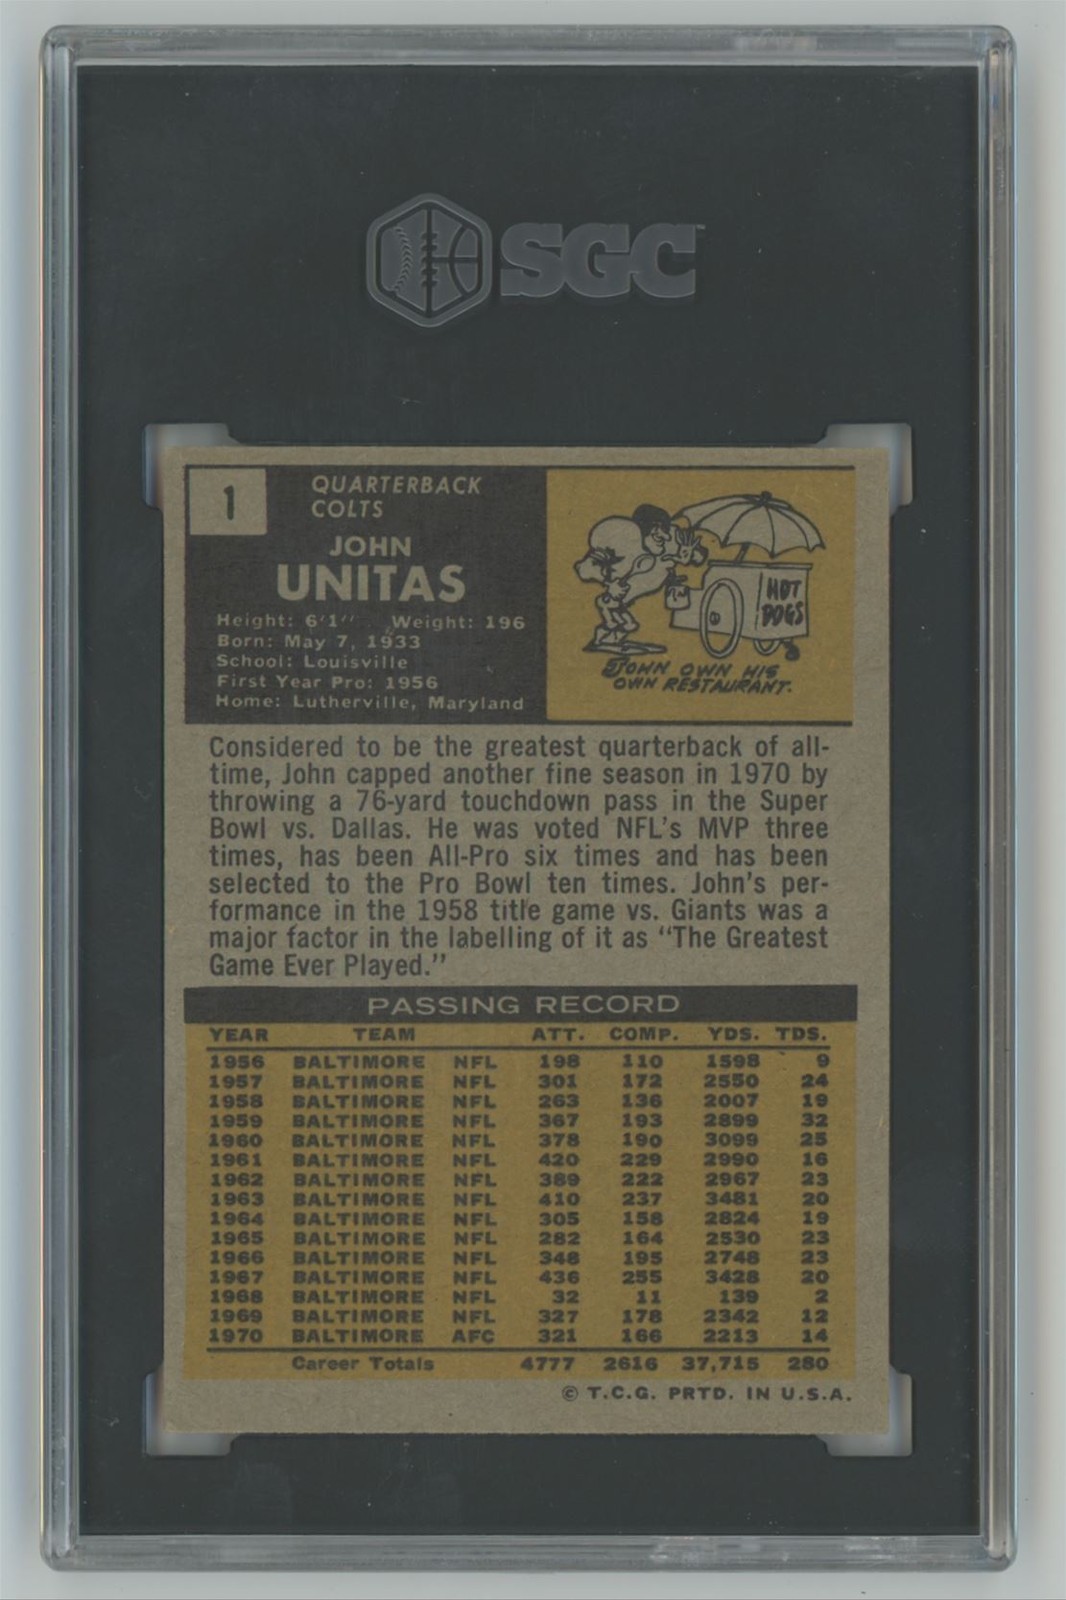 SGC
1
QUARTERBACK
COLTS
JOHN
UNITAS
Height: 6'1" Weight: 196
Born: May 7, 1933
School: Louisville
First Year Pro: 1956
Home: Lutherville, Maryland
HOT
DOGS
JOHN OWN HIS
OWN RESTAURANT.
Considered to be the greatest quarterback of all-
time, John capped another fine season in 1970 by
throwing a 76-yard touchdown pass in the Super
Bowl vs. Dallas. He was voted NFL's MVP three
times, has been All-Pro six times and has been
selected to the Pro Bowl ten times. John's per-
formance in the 1958 title game vs. Giants was a
major factor in the labelling of it as "The Greatest
Game Ever Played."
PASSING RECORD
YEAR TEAM ATT. COMP. YDS. TDS.
1956 BALTIMORE NFL 198 110 1598 9
1957 BALTIMORE NFL 301 172 2550 24
1958 BALTIMORE NFL 263 136 2007 19
1959 BALTIMORE NFL 367 193 2899 32
1960 BALTIMORE NFL 378 190 3099 25
1961 BALTIMORE NFL 420 229 2990 16
1962 BALTIMORE NFL 389 222 2967 23
1963 BALTIMORE NFL 410 237 3481 20
1964 BALTIMORE NFL 305 158 2824 19
1965 BALTIMORE NFL 282 164 2530 23
1966 BALTIMORE NFL 348 195 2748 23
1967 BALTIMORE NFL 436 255 3428 20
1968 BALTIMORE NFL 32 11 139 2
1969 BALTIMORE NFL 327 178 2342 12
1970 BALTIMORE AFC 321 166 2213 14
Career Totals 4777 2616 37,715 280
© T.C.G. PRTD. IN U.S.A.